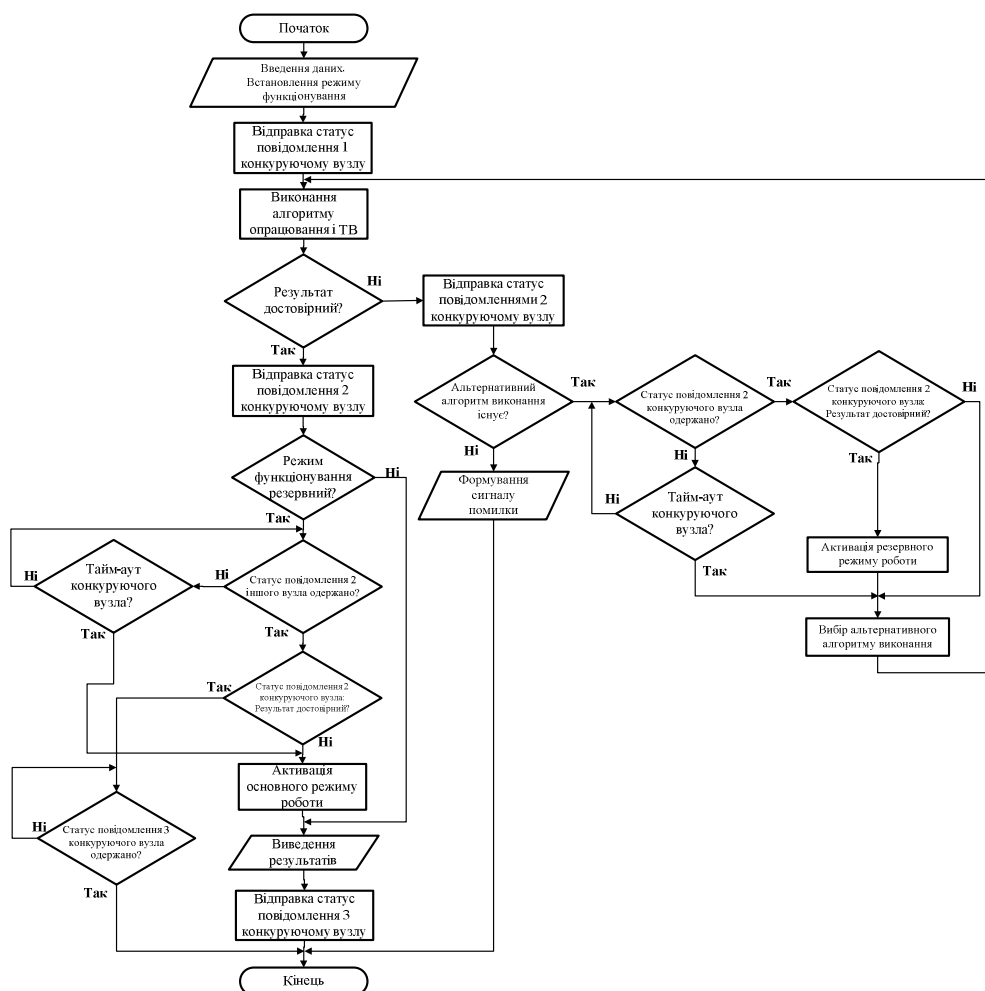 Початок
Введення даних.
Встановлення режиму
функціонування
Відправка статус
повідомлення 1
конкуруючому вузлу
Виконання
алгоритму
опрацювання і ТВ
Результат
достовірний?
Ні
Так
Відправка статус
повідомленнями 2
конкуруючому вузлу
Відправка статус
повідомлення 2
конкуруючому вузлу
Альтернативний
алгоритм виконання
існує?
Так
Ні
Статус повідомлення 2
конкуруючого вузла
одержано?
Так
Ні
Статус повідомлення 2
конкуруючого вузла:
Результат достовірний?
Ні
Так
Режим
функціонування
резервний?
Ні
Так
Формування
сигналу
помилки
Тайм-аут
конкуруючого
вузла?
Ні
Так
Активація резервного
режиму роботи
Вибір альтернативного
алгоритму виконання
Тайм-аут
конкуруючого
вузла?
Ні
Так
Статус повідомлення 2
іншого вузла одержано?
Ні
Так
Статус повідомлення 2
конкуруючого вузла:
Результат достовірний?
Так
Ні
Активація
основного режиму
роботи
Статус повідомлення 3
конкуруючого вузла
одержано?
Ні
Так
Виведення
результатів
Відправка статус
повідомлення 3
конкуруючому вузлу
Кінець